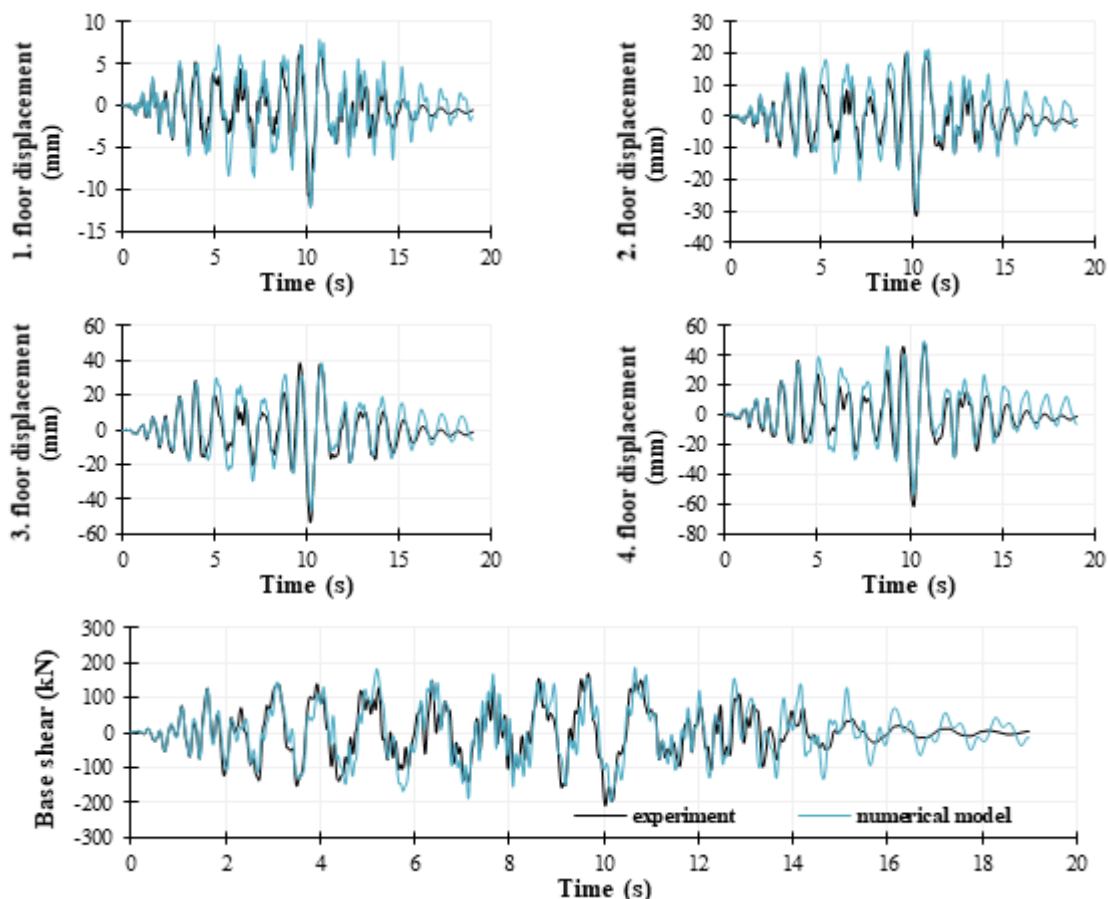 10
5
0
-5
-10
-15
1. floor displacement
(mm)
0 5 10 15 20
Time (s)
30
20
10
0
-10
-20
-30
-40
2. floor displacement
(mm)
0 5 10 15 20
Time (s)
60
40
20
0
-20
-40
-60
3. floor displacement
(mm)
0 5 10 15 20
Time (s)
60
40
20
0
-20
-40
-60
-80
4. floor displacement
(mm)
0 5 10 15 20
Time (s)
300
200
100
0
-100
-200
-300
Base shear (kN)
experiment numerical model
0 2 4 6 8 10 12 14 16 18 20
Time (s)